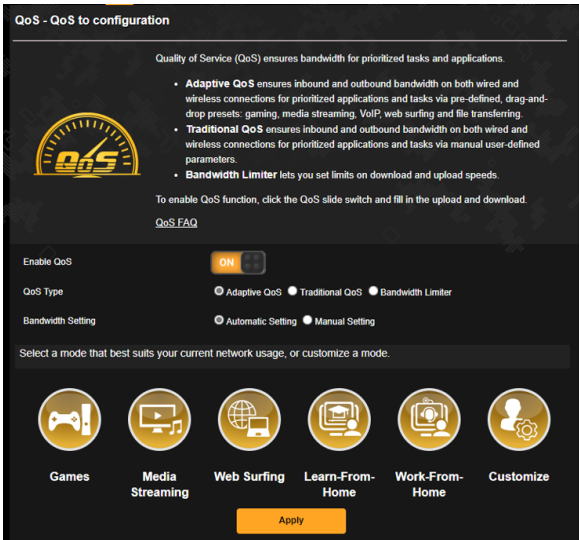 QoS - QoS to configuration
Quality of Service (QoS) ensures bandwidth for prioritized tasks and applications.
• Adaptive QoS ensures inbound and outbound bandwidth on both wired and
wireless connections for prioritized applications and tasks via pre-defined, drag-and-
drop presets: gaming, media streaming, VoIP, web surfing and file transferring.
• Traditional QoS ensures inbound and outbound bandwidth on both wired and
wireless connections for prioritized applications and tasks via manual user-defined
parameters.
• Bandwidth Limiter lets you set limits on download and upload speeds.
QoS
To enable QoS function, click the QoS slide switch and fill in the upload and download.
QoS FAQ
Enable QoS ON
QoS Type Adaptive QoS Traditional QoS Bandwidth Limiter
Bandwidth Setting Automatic Setting Manual Setting
Select a mode that best suits your current network usage, or customize a mode.
Games Media Web Surfing Learn-From- Work-From- Customize
Streaming Home Home
Apply